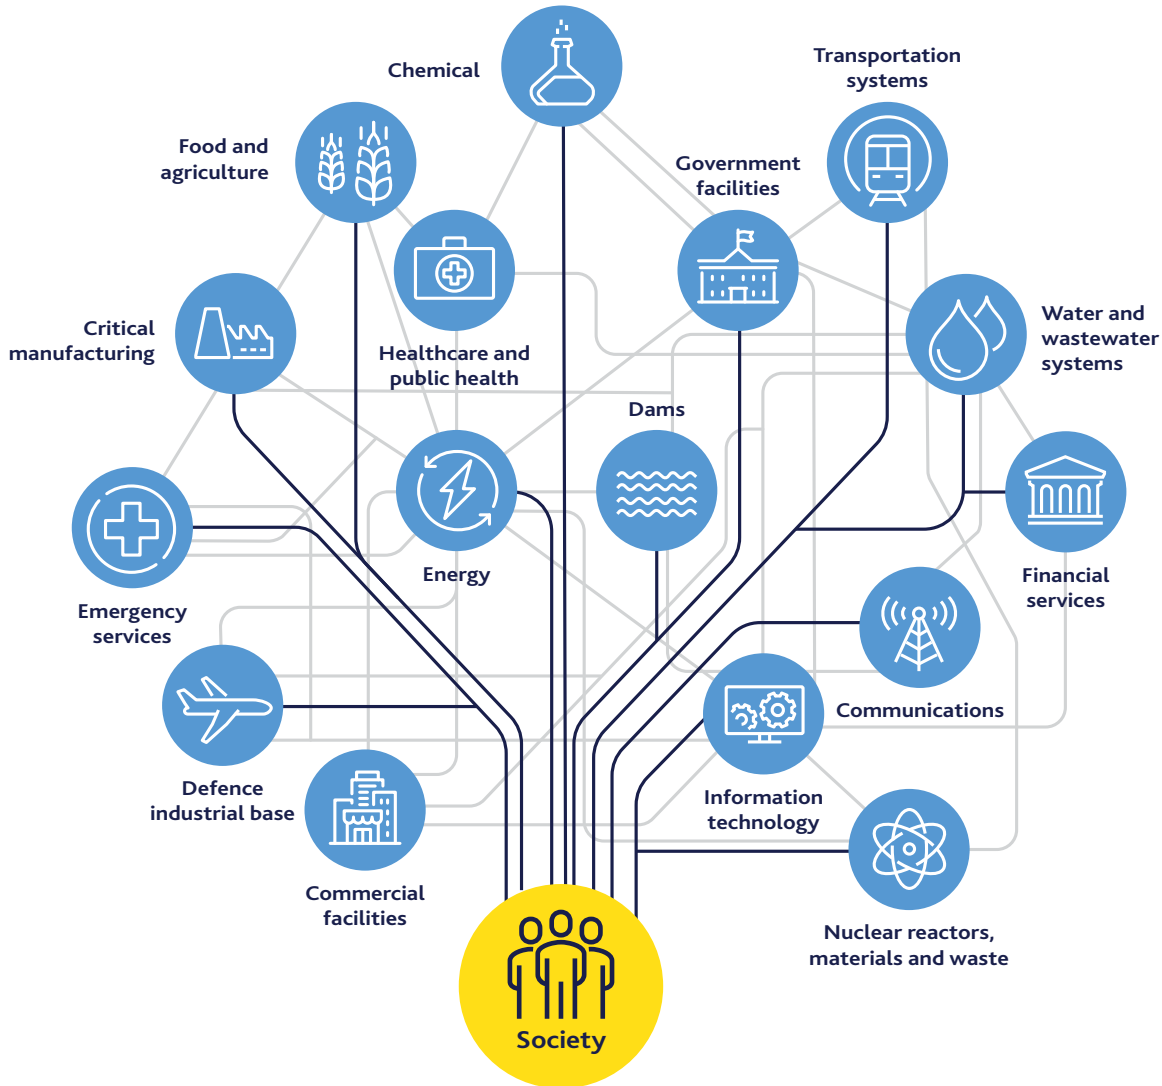 Chemical
Transportation
systems
Food and
agriculture
Government
facilities
Critical
manufacturing
Healthcare and
public health
Water and
wastewater
systems
Dams
Energy
Financial
services
Emergency
services
Communications
Defence
industrial base
Information
technology
Commercial
facilities
Nuclear reactors,
materials and waste
Society